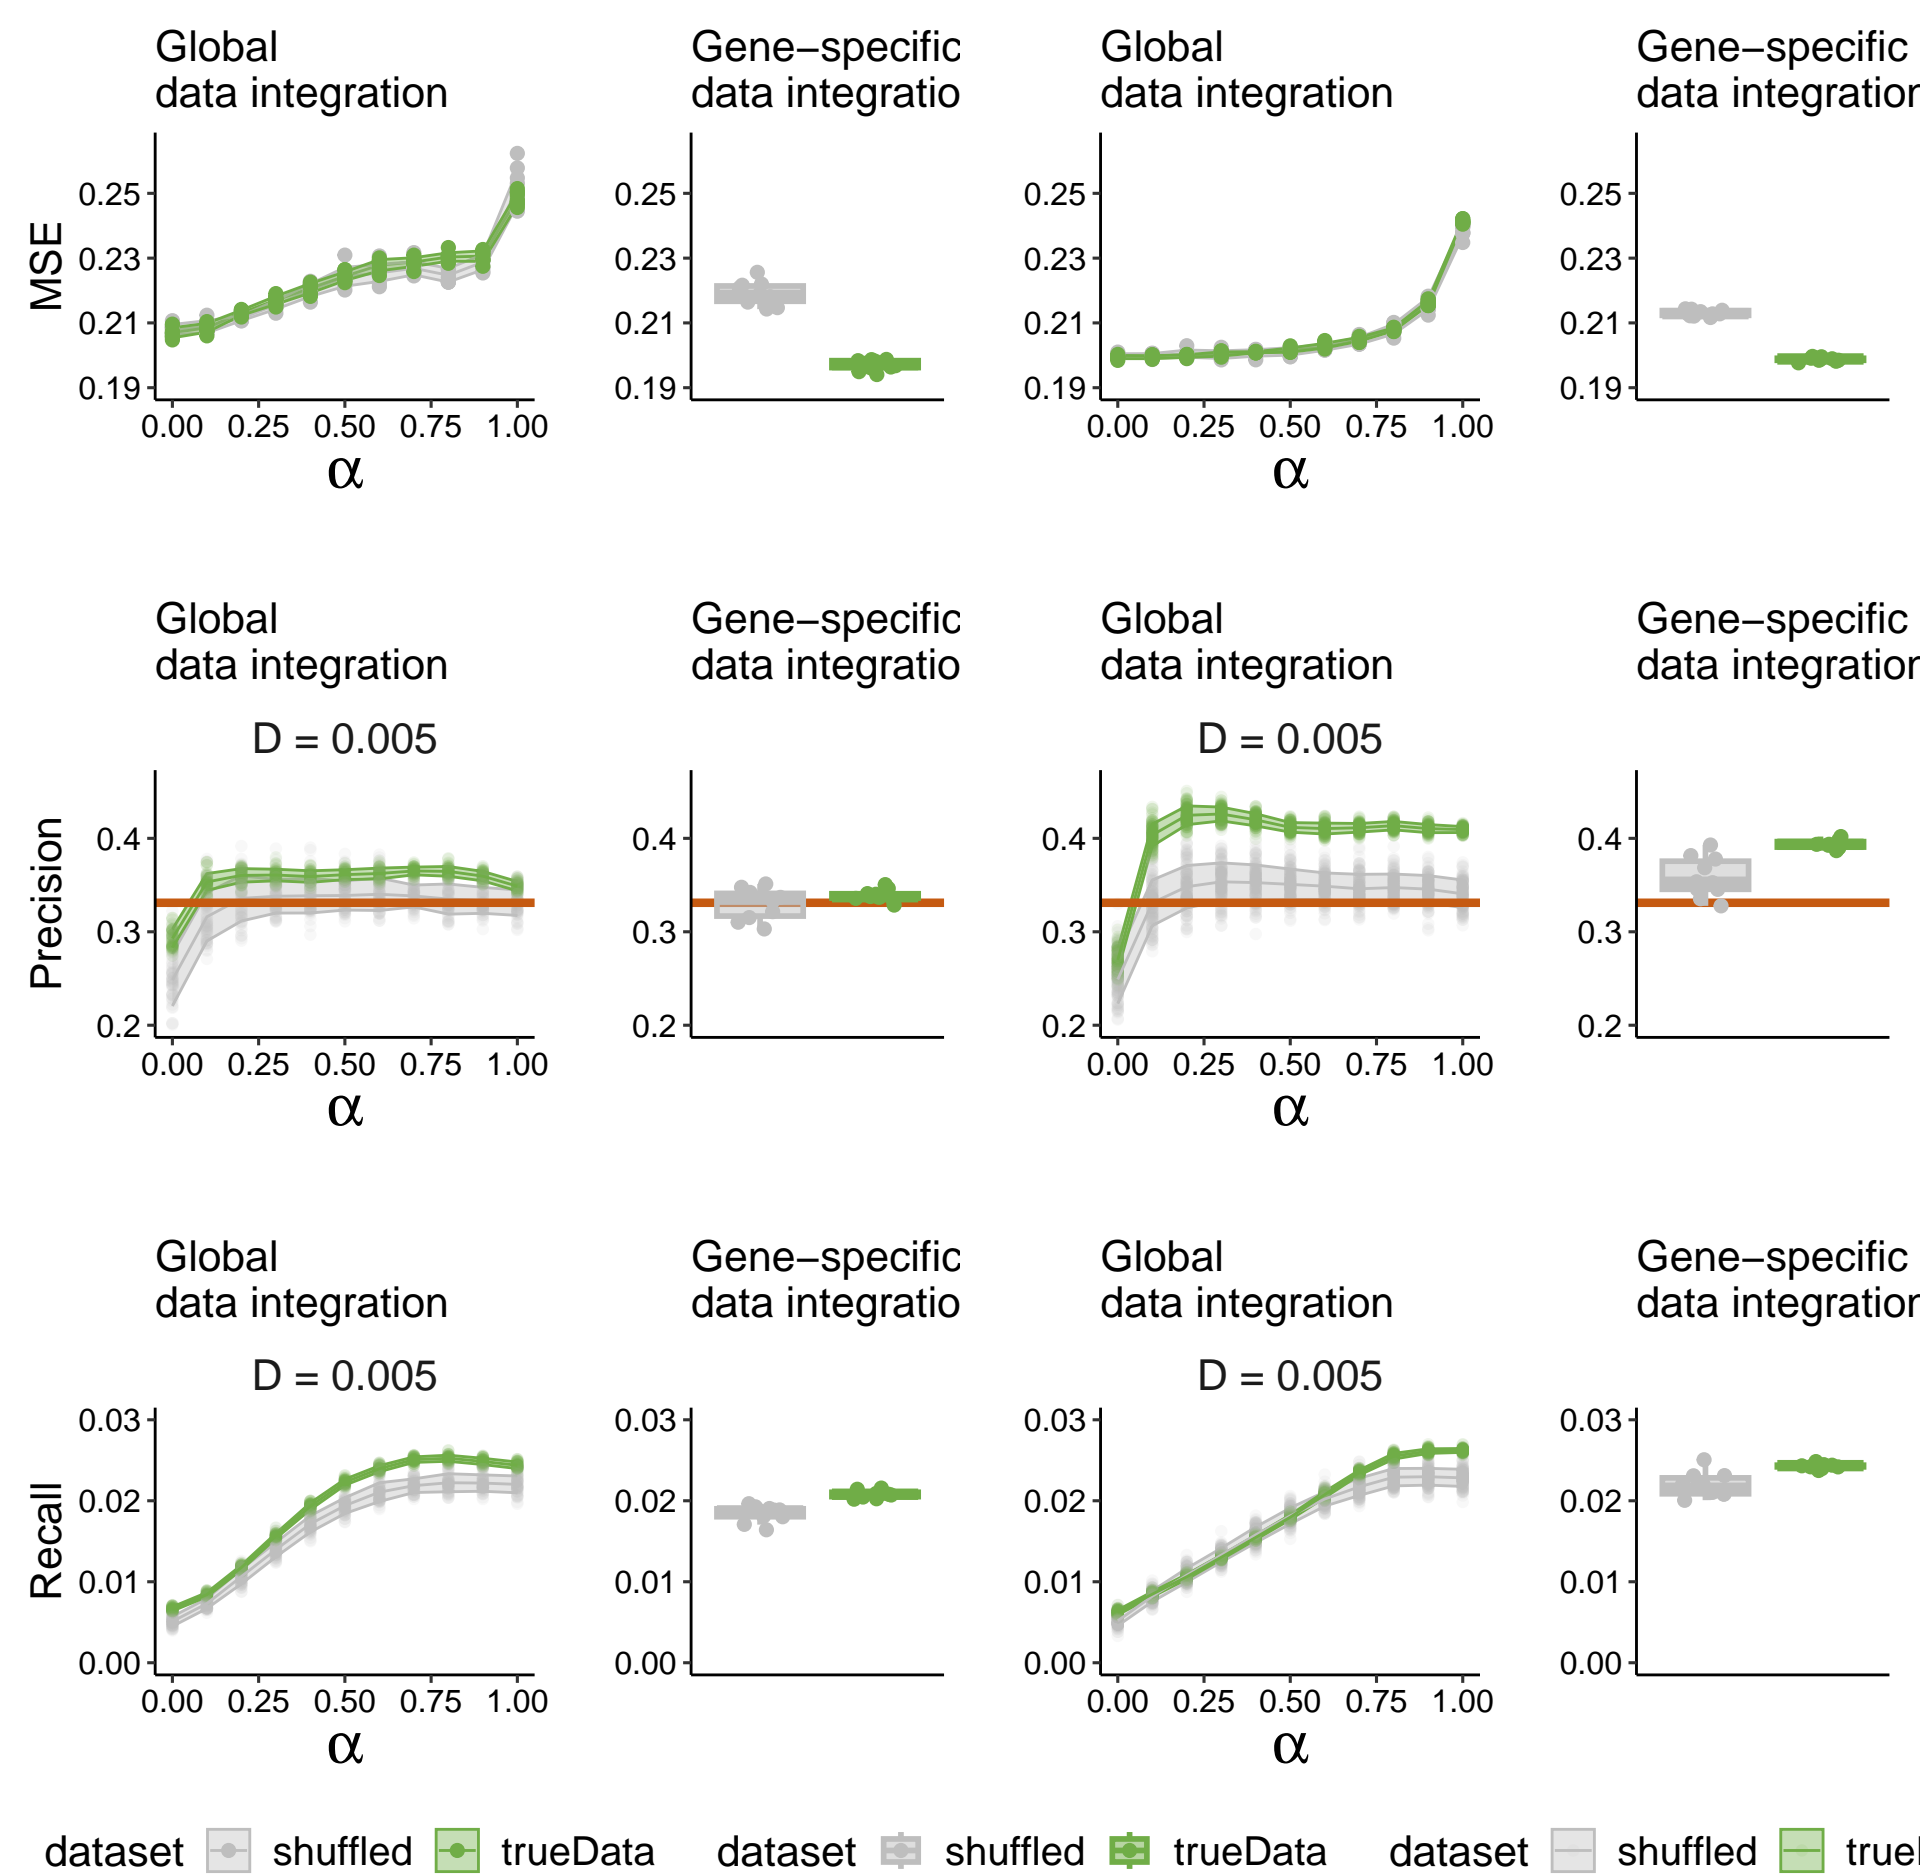 Global
data integration
Gene−specific
data integratio
Global
data integration
Gene−specific
data integration
MSE
0.25
0.23
0.21
0.19
0.00 0.25 0.50 0.75 1.00
α
0.25
0.23
0.21
0.19
0.25
0.23
0.21
0.19
0.00 0.25 0.50 0.75 1.00
α
0.25
0.23
0.21
0.19
Global
data integration
Gene−specific
data integratio
Global
data integration
Gene−specific
data integration
D = 0.005
Precision
0.4
0.3
0.2
0.00 0.25 0.50 0.75 1.00
α
0.4
0.3
0.2
D = 0.005
0.4
0.3
0.2
0.00 0.25 0.50 0.75 1.00
α
0.4
0.3
0.2
Global
data integration
Gene−specific
data integratio
Global
data integration
Gene−specific
data integration
D = 0.005
Recall
0.03
0.02
0.01
0.00
0.00 0.25 0.50 0.75 1.00
α
0.03
0.02
0.01
0.00
D = 0.005
0.03
0.02
0.01
0.00
0.00 0.25 0.50 0.75 1.00
α
0.03
0.02
0.01
0.00
dataset shuffled trueData dataset shuffled trueData dataset shuffled true